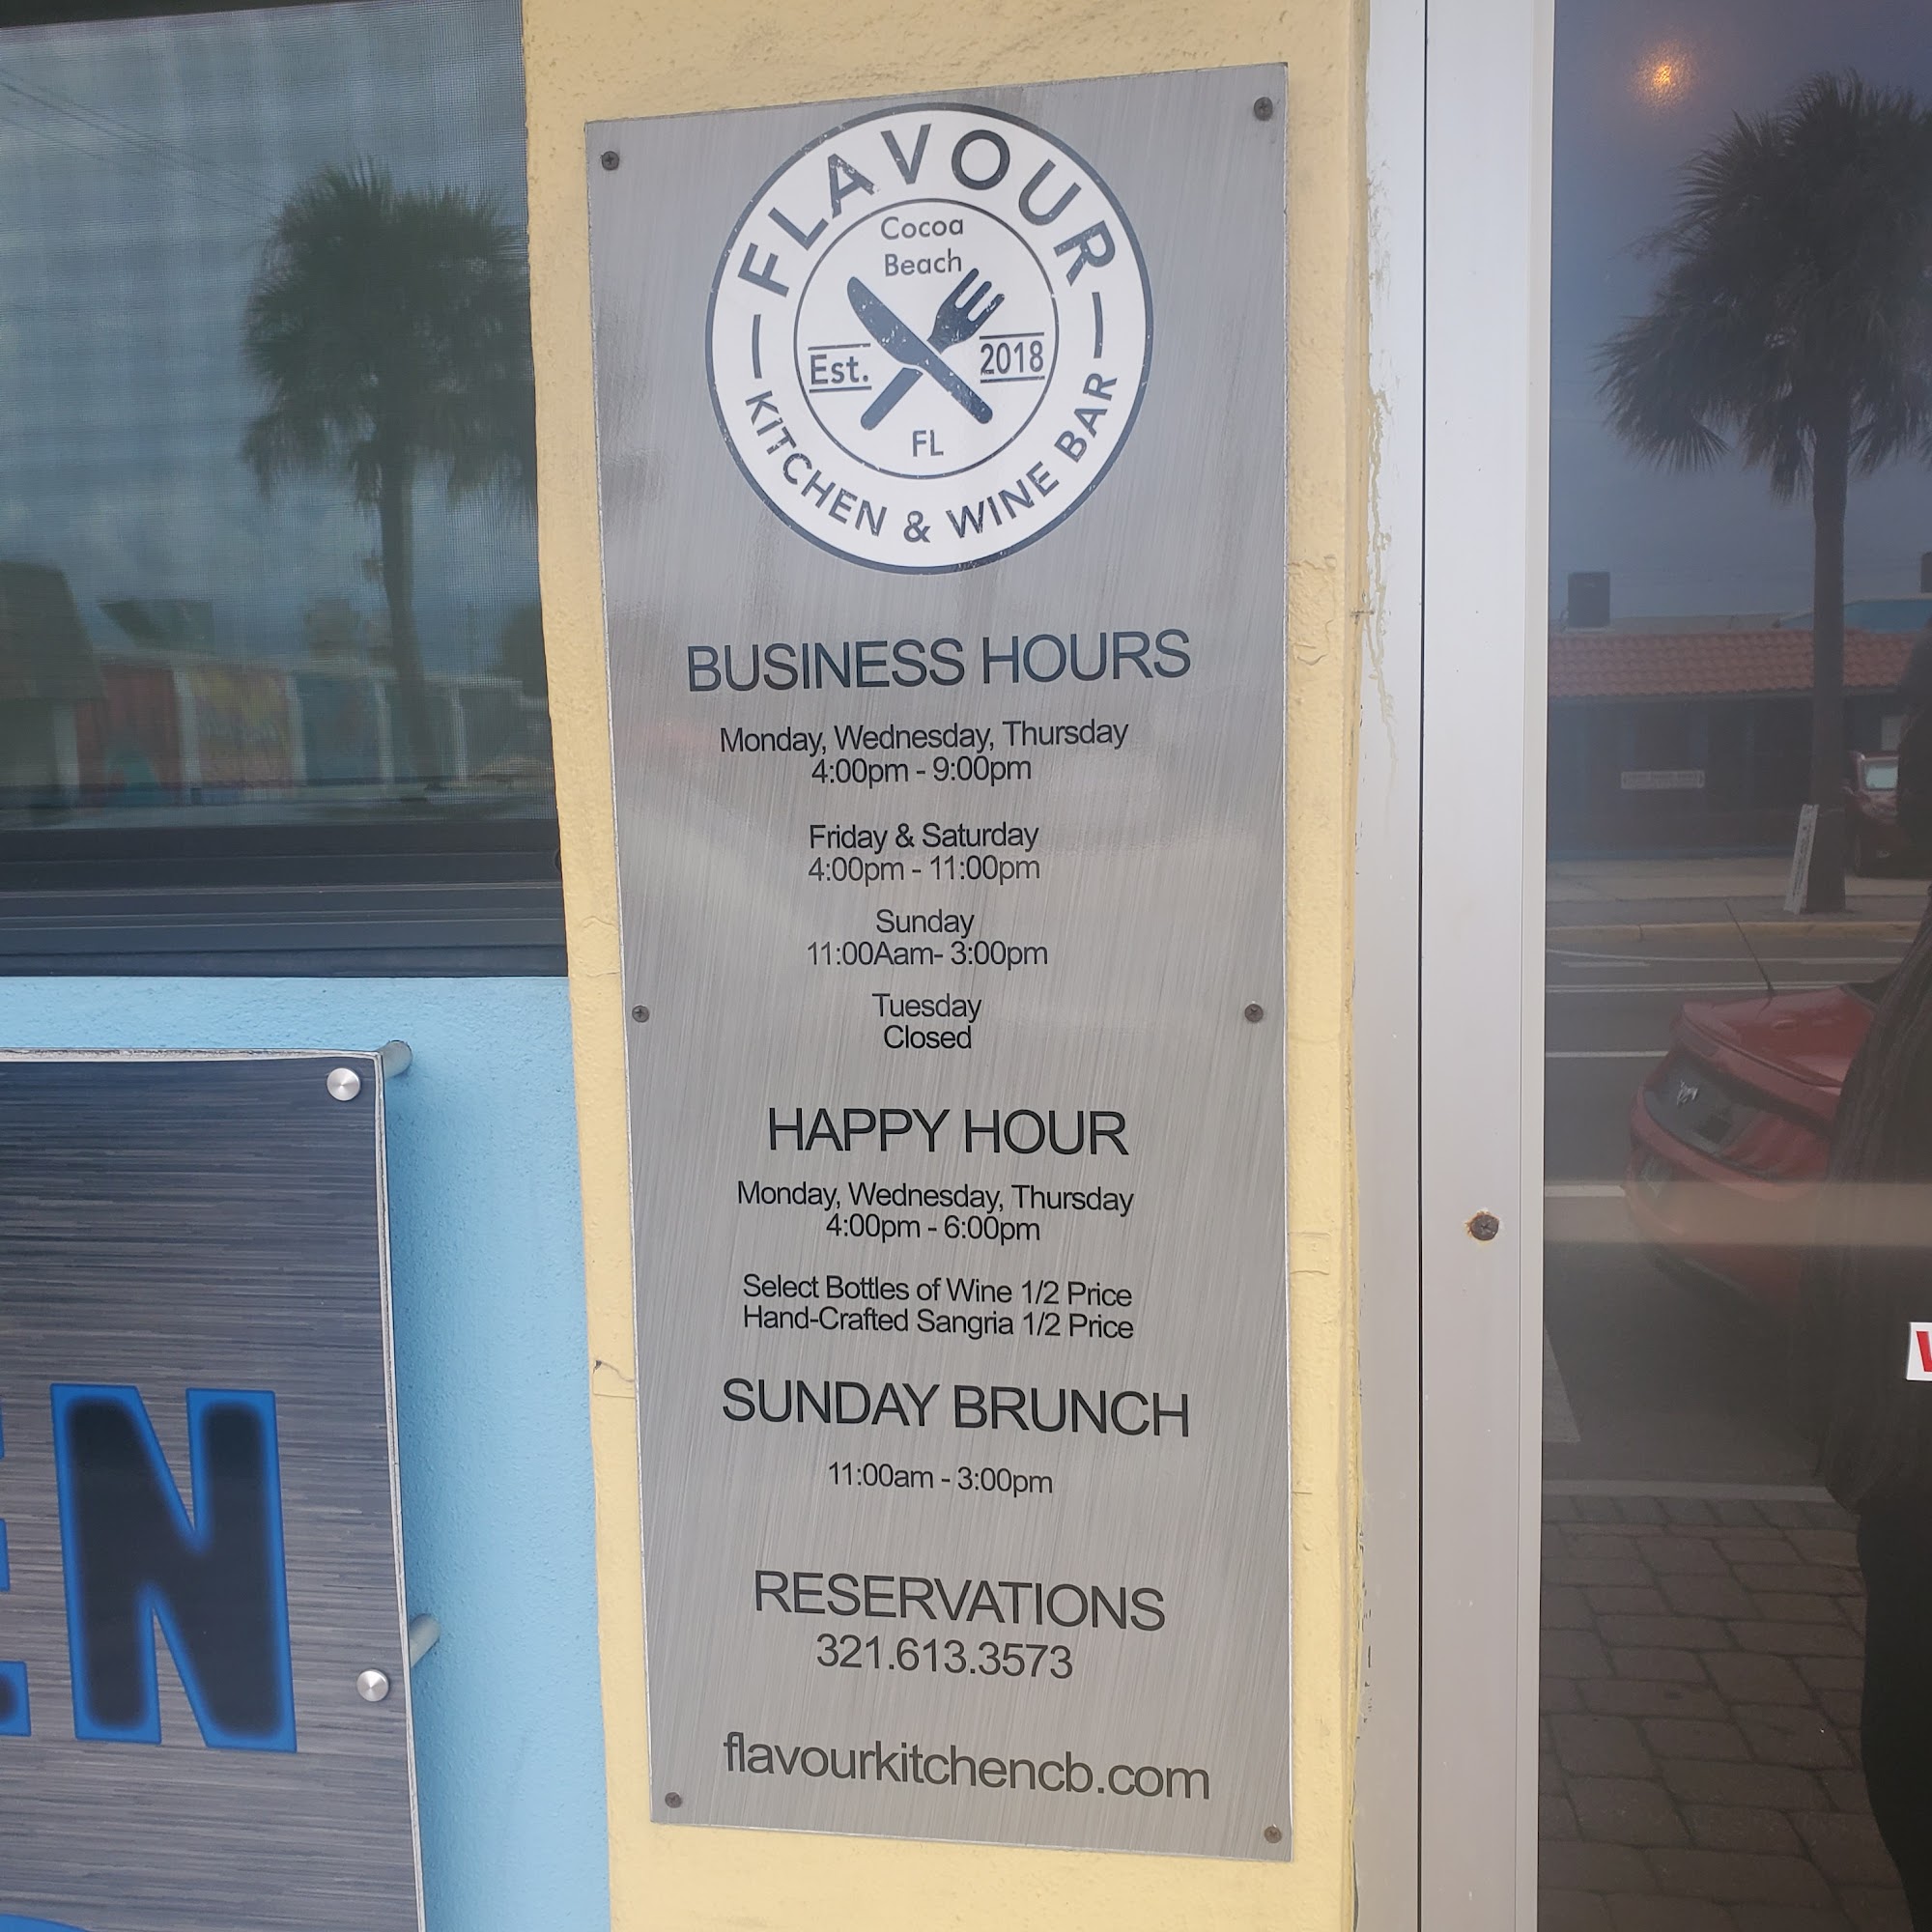 FLAVOUR
Cocoa
Beach
Est. 2018
FL
KITCHEN & WINE BAR
BUSINESS HOURS
Monday, Wednesday, Thursday
4:00pm - 9:00pm
Friday & Saturday
4:00pm - 11:00pm
Sunday
11:00Aam- 3:00pm
Tuesday
Closed
HAPPY HOUR
Monday, Wednesday, Thursday
4:00pm - 6:00pm
Select Bottles of Wine 1/2 Price
Hand-Crafted Sangria 1/2 Price
SUNDAY BRUNCH
11:00am - 3:00pm
RESERVATIONS
321.613.3573
flavourkitchencb.com